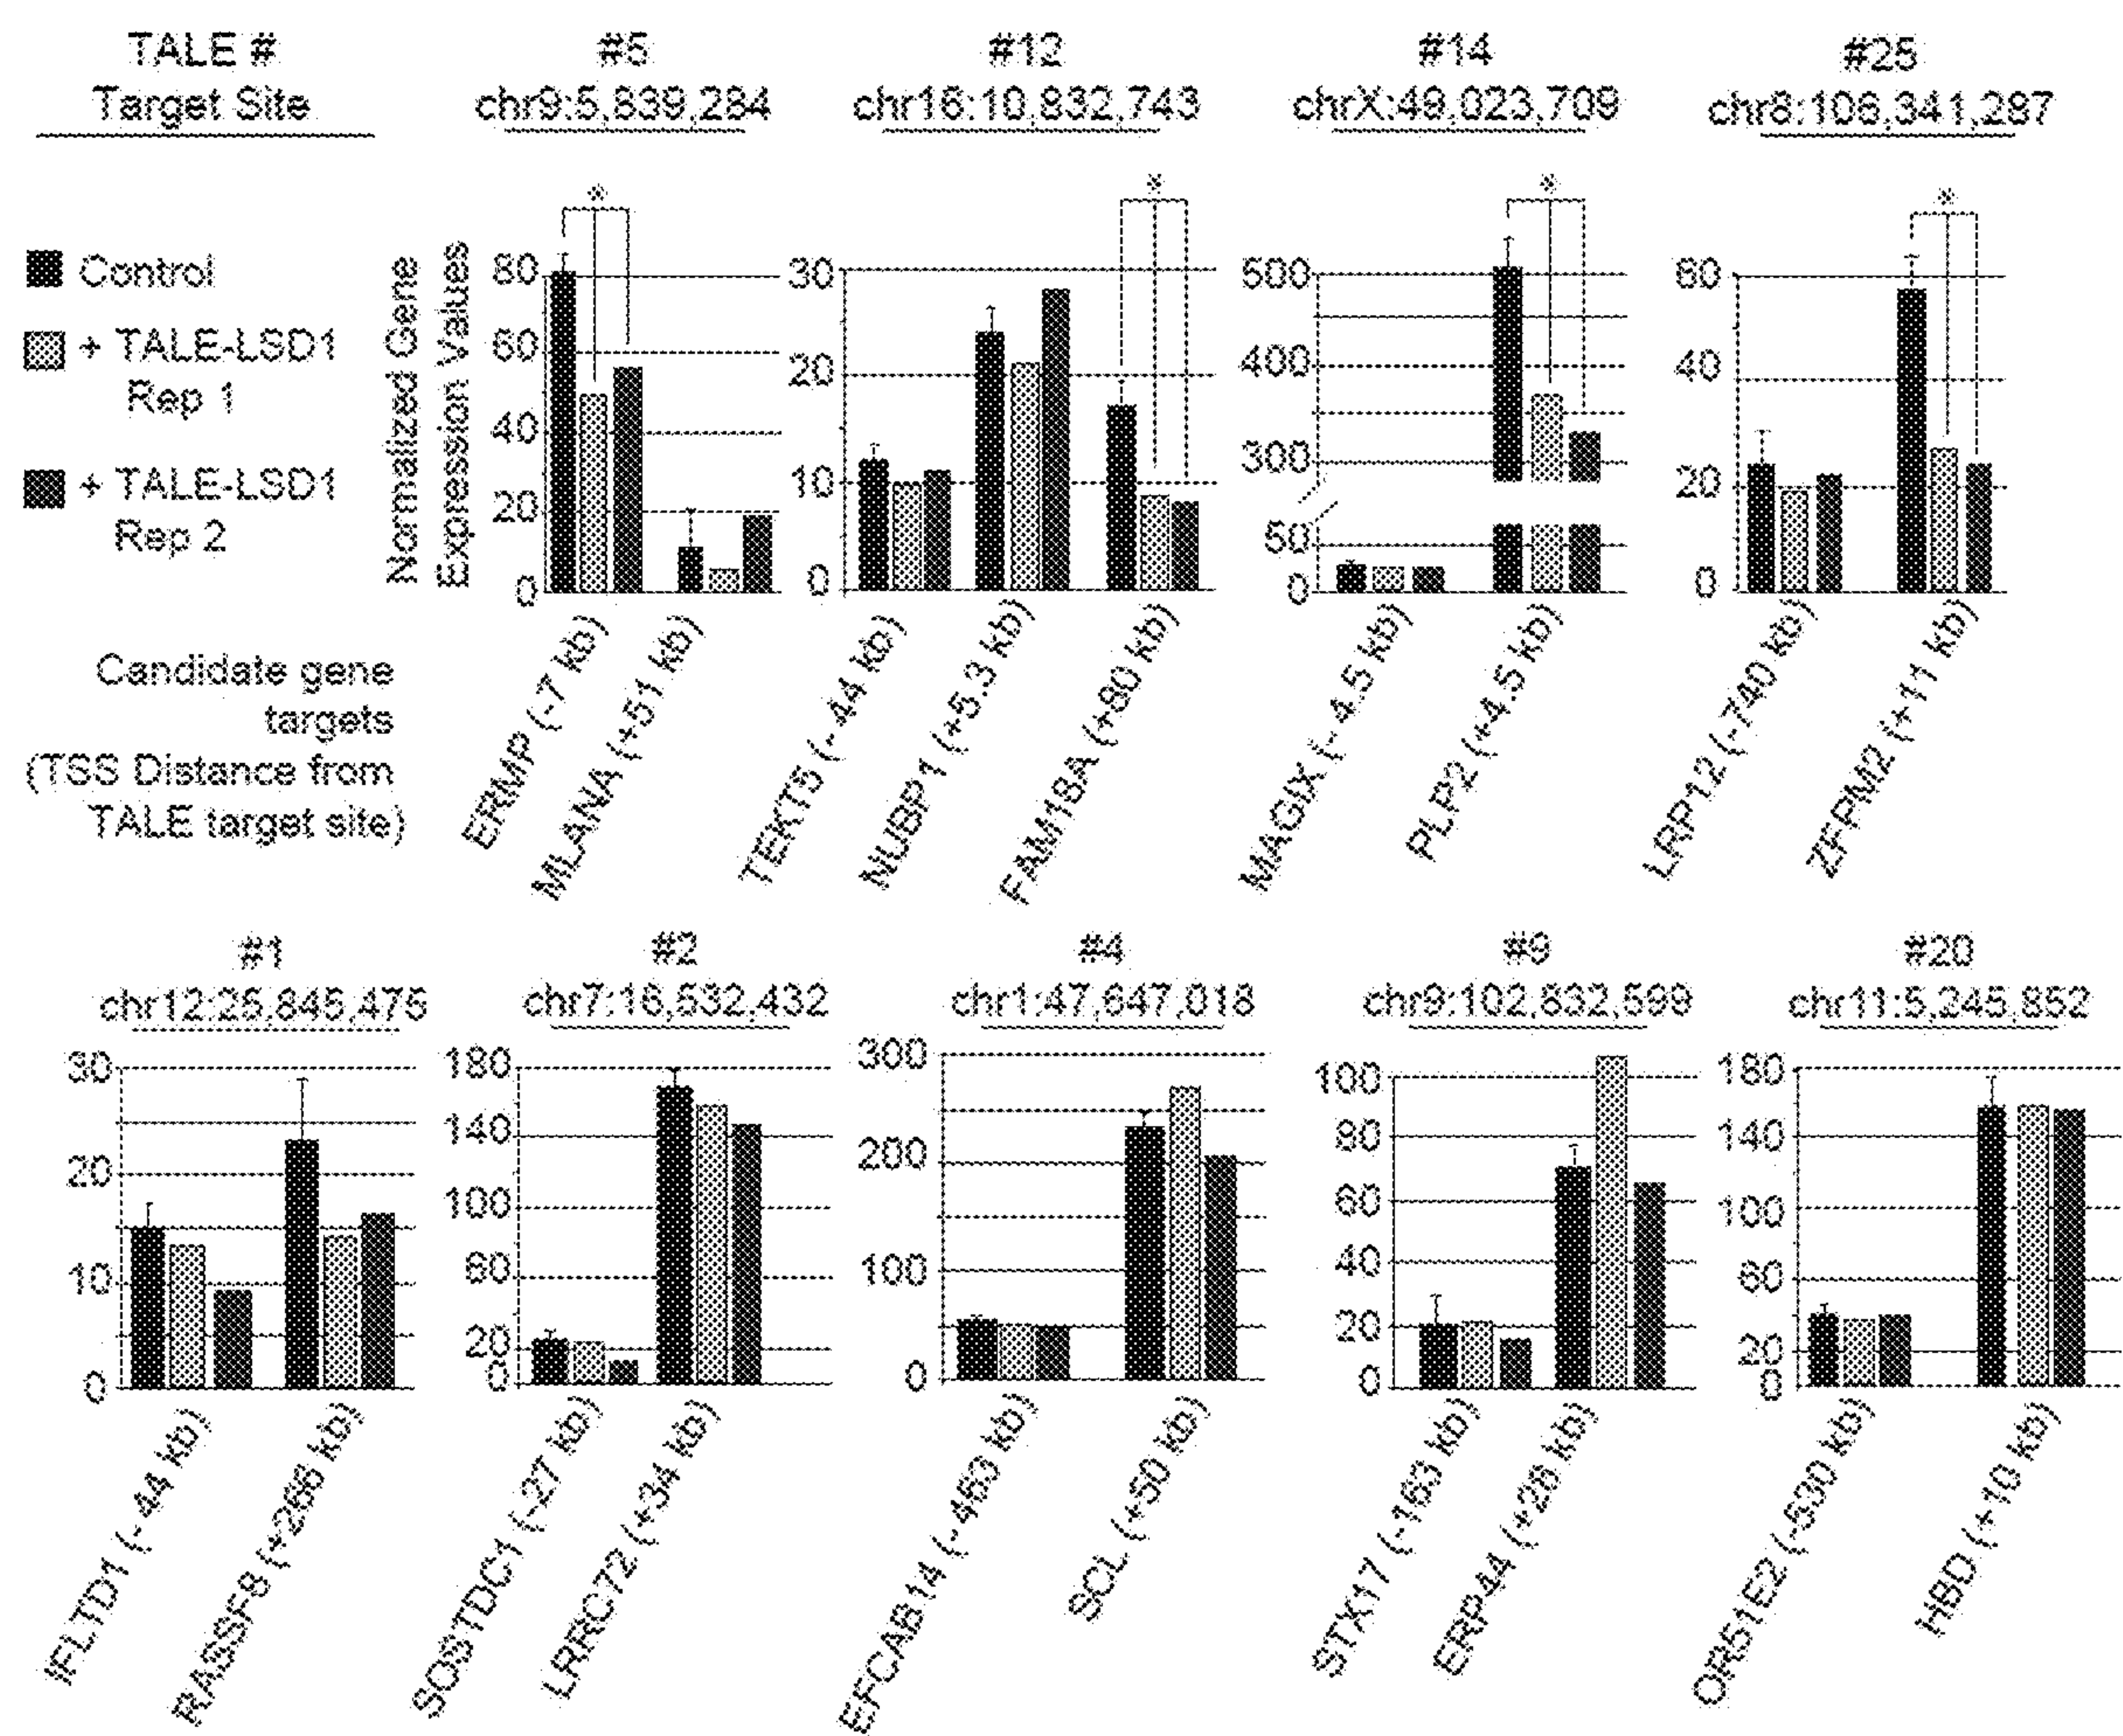 TALE #
Target Site
#5
chr9:5,839,284
#12
chr16:10,832,743
#14
chrX:49,023,709
#25
chr8:106,341,287
Control
+ TALE-LSD1
Rep 1
+ TALE-LSD1
Rep 2
Normalized Gene
Expression Values
80
60
40
20
0
*
30
20
10
0
*
500
400
300
50
0
*
60
40
20
0
*
Candidate gene
targets
(TSS Distance from
TALE target site)
ERMP (-7 kb)
MLANA (+51 kb)
TEKT5 (-44 kb)
NUBP1 (+5.3 kb)
FAM18A (+80 kb)
MAGIX (-4.5 kb)
PLP2 (+4.5 kb)
LRP12 (-740 kb)
ZFPM2 (+11 kb)
#1
chr12:25,845,475
#2
chr7:16,532,432
#4
chr1:47,647,018
#9
chr9:102,832,599
#20
chr11:5,245,852
30
20
10
0
180
140
100
60
20
0
300
200
100
0
100
80
60
40
20
0
180
140
100
60
20
0
IFLTD1 (-44 kb)
RASSF8 (+266 kb)
SOSTDC1 (-27 kb)
LRRC72 (+34 kb)
EFCAB14 (-463 kb)
SCL (+50 kb)
STX17 (-163 kb)
ERP44 (+28 kb)
OR51E2 (-530 kb)
HBD (+10 kb)